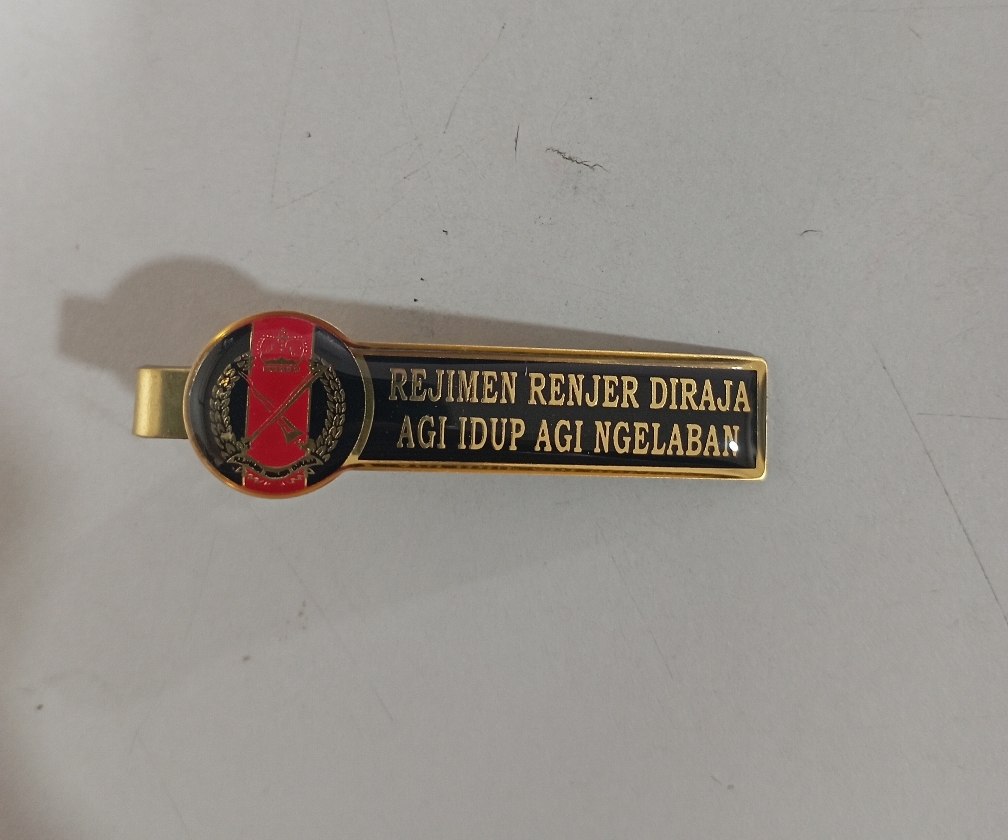 REJIMEN RENJER DIRAJA
AGI IDUP AGI NGELABAN